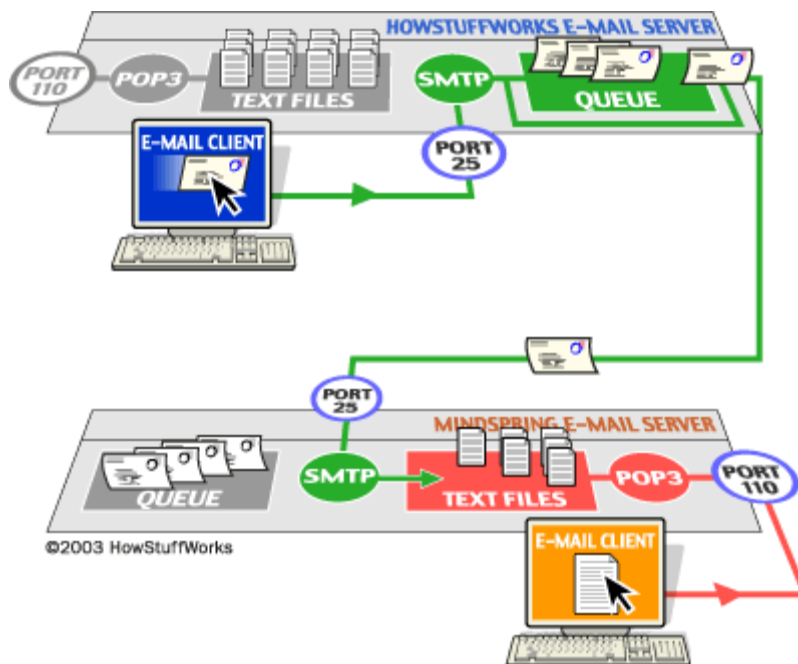 HOWSTUFFWORKS E-MAIL SERVER
PORT
110
POP3
TEXT FILES
SMTP
QUEUE
E-MAIL CLIENT
PORT
25
PORT
25
MINDSPRING E-MAIL SERVER
QUEUE
SMTP
TEXT FILES
POP3
PORT
110
©2003 HowStuffWorks
E-MAIL CLIENT